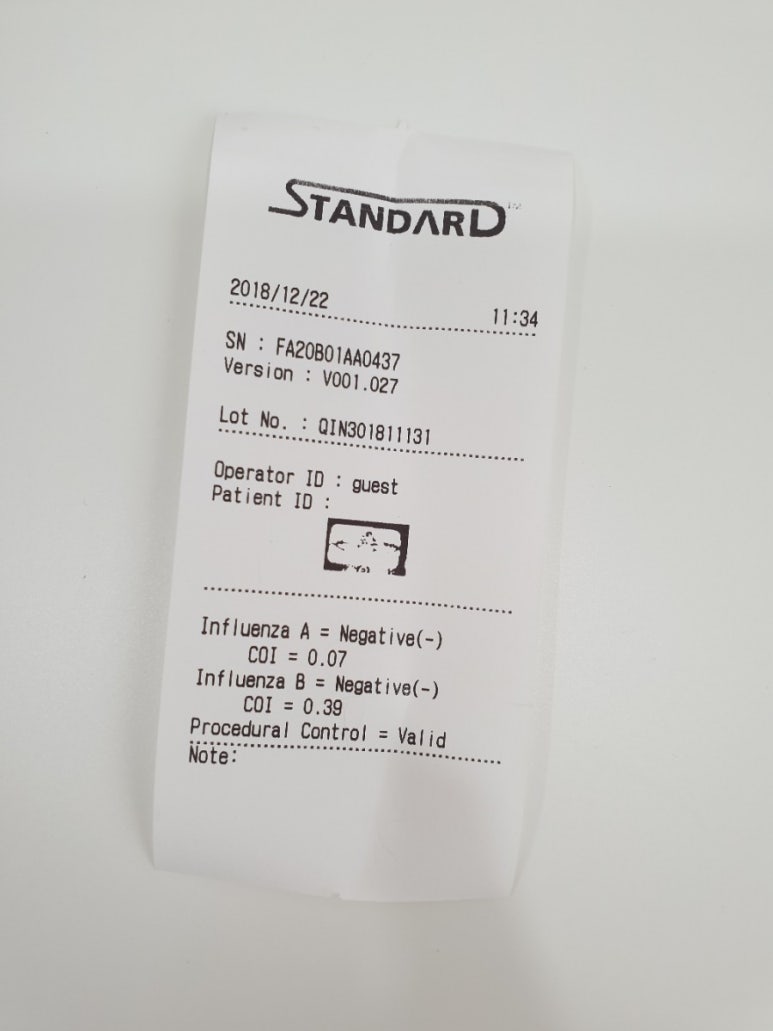 STANDARD™
2018/12/22 11:34
SN : FA20B01AA0437
Version : V001.027
Lot No. : QIN301811131
Operator ID : guest
Patient ID :
Influenza A = Negative(-)
COI = 0.07
Influenza B = Negative(-)
COI = 0.39
Procedural Control = Valid
Note: